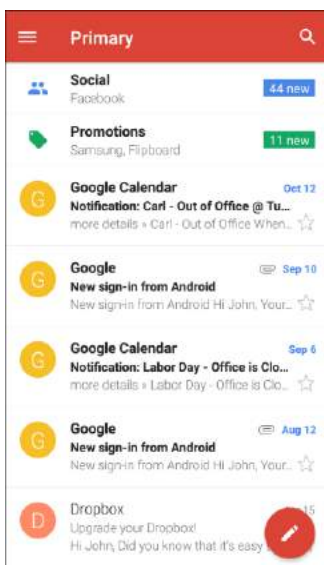 Primary
Social
44 new
Facebook
Promotions
11 new
Samsung, Flipboard
G
Google Calendar
Oct 12
Notification: Carl - Out of Office @ Tu...
more details » Carl - Out of Office When...
G
Google
Sep 10
New sign-in from Android
New sign-in from Android Hi John, Your...
G
Google Calendar
Sep 6
Notification: Labor Day - Office is Clo...
more details » Labor Day - Office is Clo...
G
Google
Aug 12
New sign-in from Android
New sign-in from Android Hi John, Your...
D
Dropbox
15
Upgrade your Dropbox!
Hi John, Did you know that it's easy